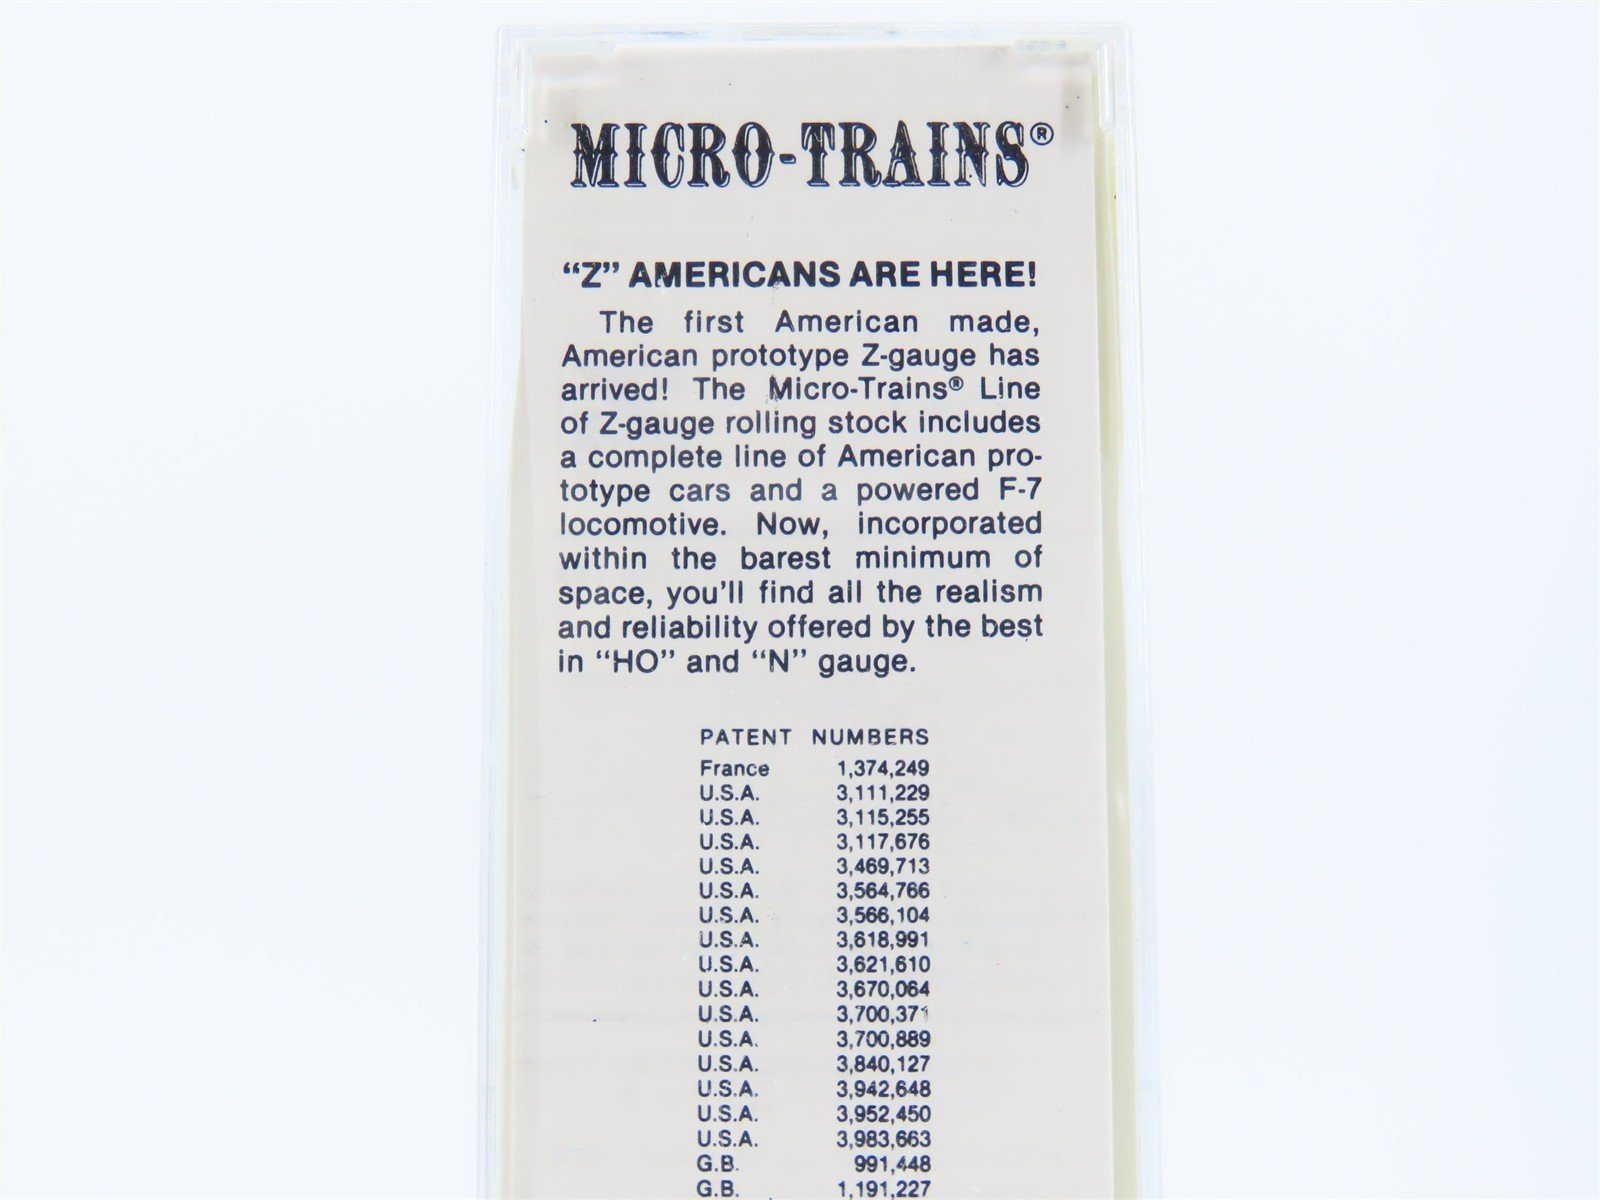 MICRO-TRAINS®
“Z” AMERICANS ARE HERE!
The first American made,
American prototype Z-gauge has
arrived! The Micro-Trains® Line
of Z-gauge rolling stock includes
a complete line of American pro-
totype cars and a powered F-7
locomotive. Now, incorporated
within the barest minimum of
space, you'll find all the realism
and reliability offered by the best
in “HO” and “N” gauge.
PATENT NUMBERS
France 1,374,249
U.S.A. 3,111,229
U.S.A. 3,115,255
U.S.A. 3,117,676
U.S.A. 3,469,713
U.S.A. 3,564,766
U.S.A. 3,566,104
U.S.A. 3,618,991
U.S.A. 3,621,610
U.S.A. 3,670,064
U.S.A. 3,700,371
U.S.A. 3,700,889
U.S.A. 3,840,127
U.S.A. 3,942,648
U.S.A. 3,952,450
U.S.A. 3,983,663
G.B. 991,448
G.B. 1,191,227